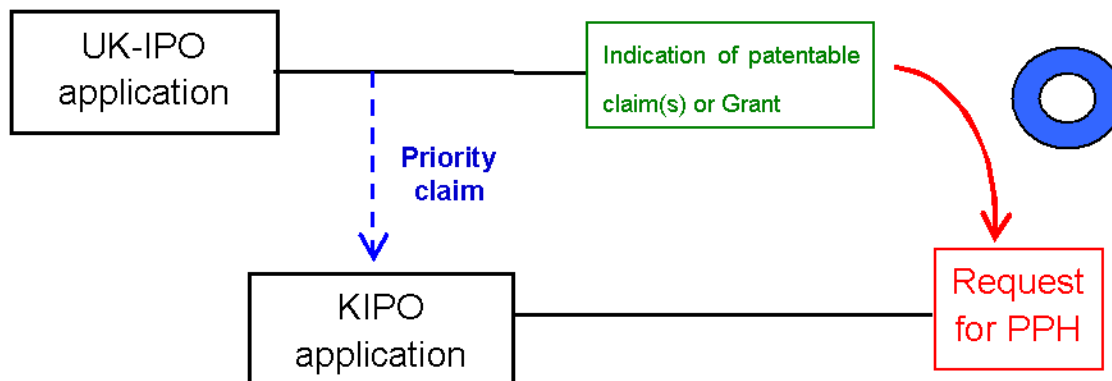 UK-IPO
application
Indication of patentable
claim(s) or Grant
Priority
claim
KIPO
application
Request
for PPH